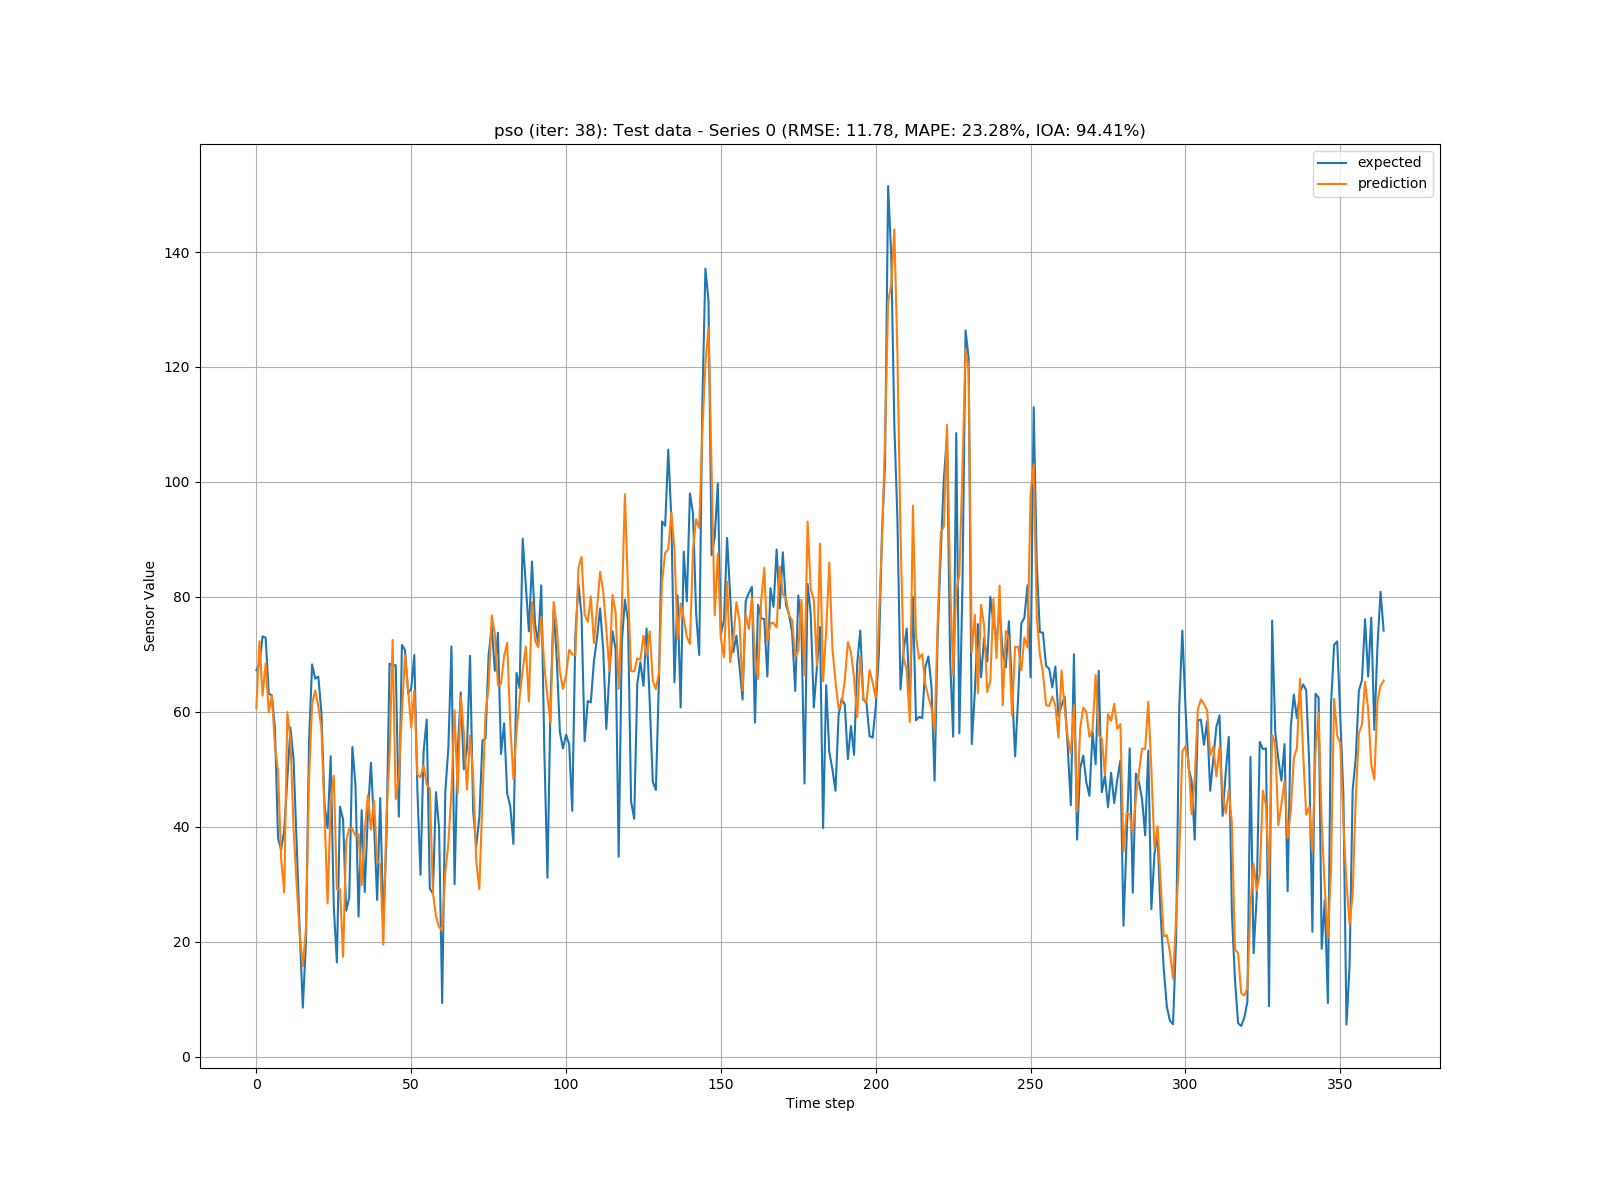 pso (iter: 38): Test data - Series 0 (RMSE: 11.78, MAPE: 23.28%, IOA: 94.41%)
expected
prediction
140
120
100
80
60
40
20
0
Sensor Value
0 50 100 150 200 250 300 350
Time step